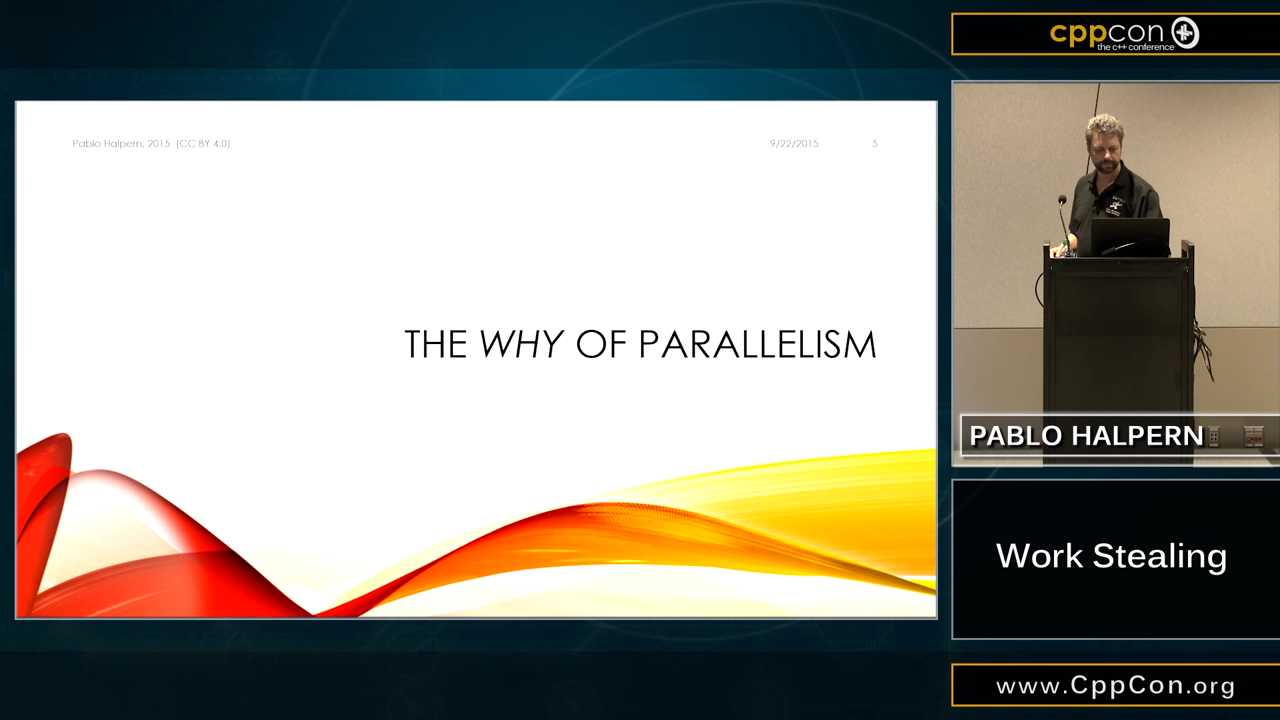 Pablo Halpern, 2015 (CC BY 4.0)
9/22/2015
5
THE WHY OF PARALLELISM
cppcon
the c++ conference
PABLO HALPERN
Work Stealing
www.CppCon.org